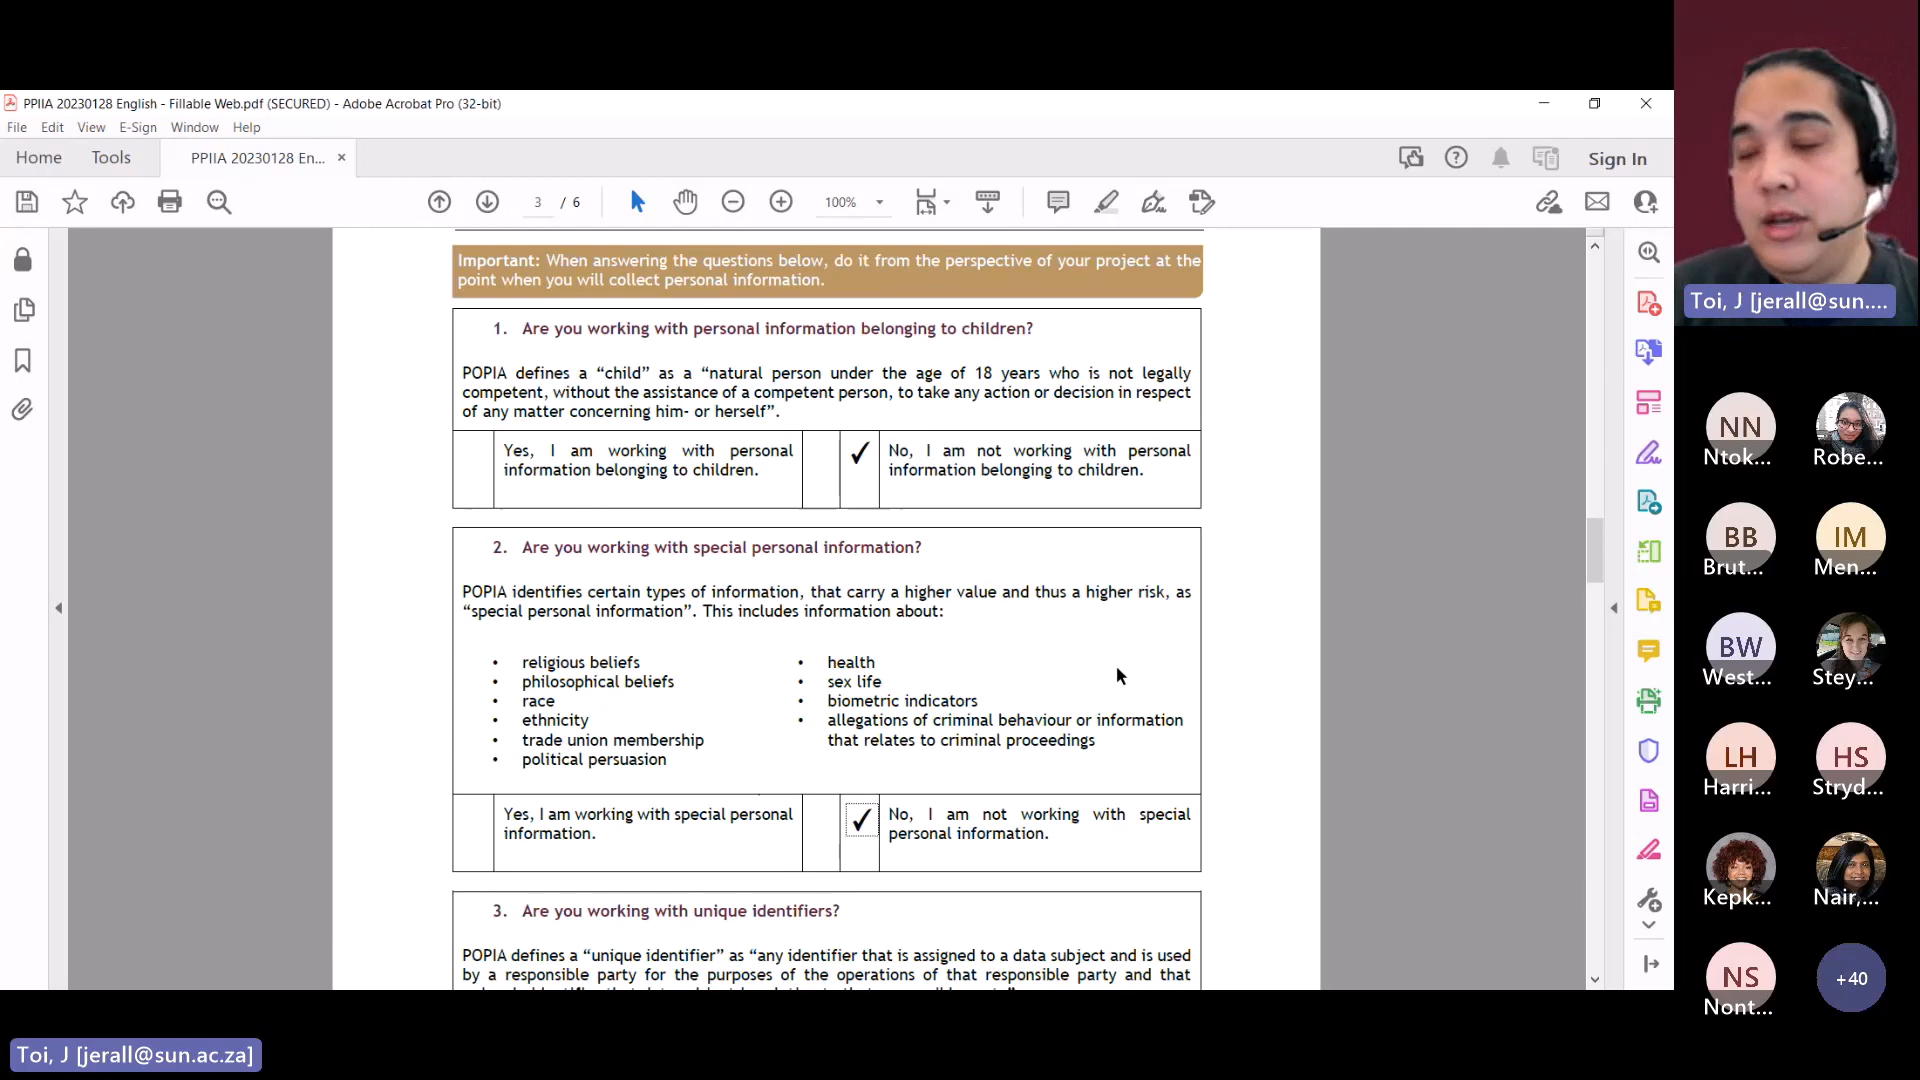 PPIIA 20230128 English - Fillable Web.pdf (SECURED) - Adobe Acrobat Pro (32-bit)
File Edit View E-Sign Window Help
Home Tools PPIIA 20230128 En... × Sign In
3 / 6 100%
Important: When answering the questions below, do it from the perspective of your project at the
point when you will collect personal information.
1. Are you working with personal information belonging to children?
POPIA defines a “child” as a “natural person under the age of 18 years who is not legally
competent, without the assistance of a competent person, to take any action or decision in respect
of any matter concerning him- or herself”.
Yes, I am working with personal
information belonging to children.
✓
No, I am not working with personal
information belonging to children.
2. Are you working with special personal information?
POPIA identifies certain types of information, that carry a higher value and thus a higher risk, as
“special personal information”. This includes information about:
• religious beliefs
• philosophical beliefs
• race
• ethnicity
• trade union membership
• political persuasion
• health
• sex life
• biometric indicators
• allegations of criminal behaviour or information
that relates to criminal proceedings
Yes, I am working with special personal
information.
✓
No, I am not working with special
personal information.
3. Are you working with unique identifiers?
POPIA defines a “unique identifier” as “any identifier that is assigned to a data subject and is used
by a responsible party for the purposes of the operations of that responsible party and that
Toi, J [jerall@sun....
NN
Ntok...
Robe...
BB
Brut...
IM
Men...
BW
West...
Stey...
LH
Harri...
HS
Stryd...
Kepk...
Nair,...
NS
Nont...
+40
Toi, J [jerall@sun.ac.za]